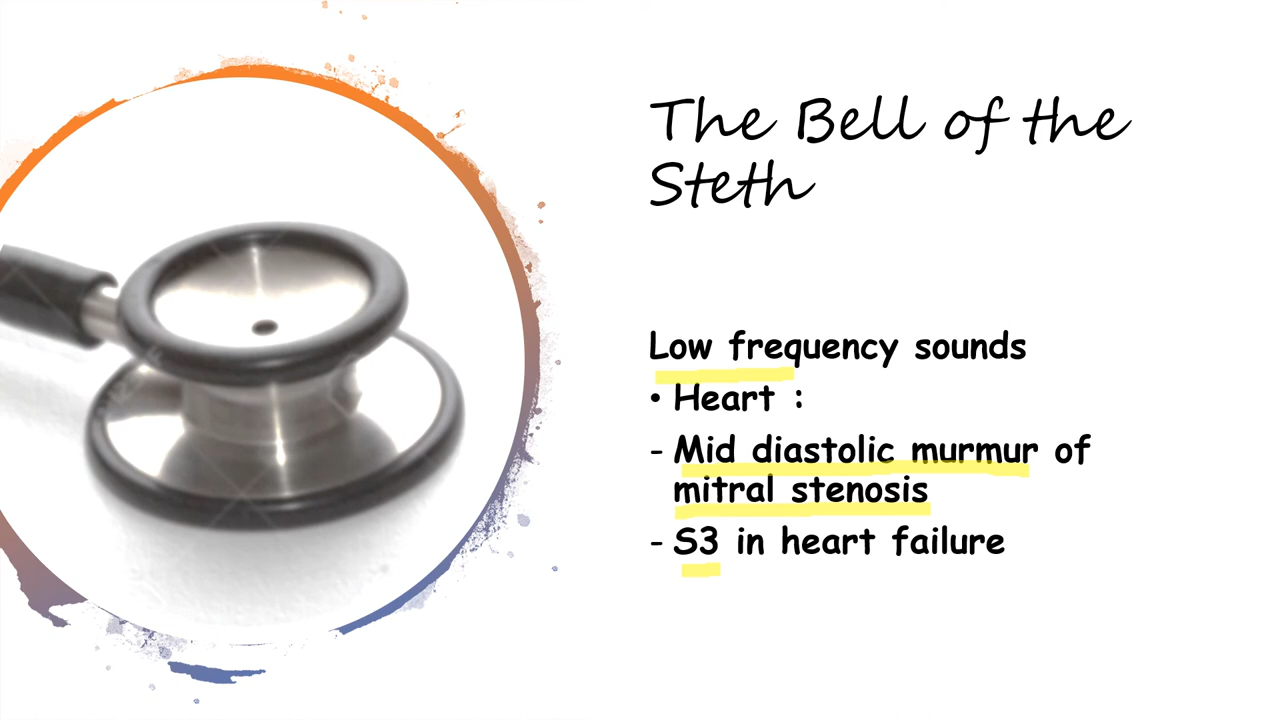 The Bell of the
Steth
Low frequency sounds
• Heart :
- Mid diastolic murmur of
mitral stenosis
- S3 in heart failure